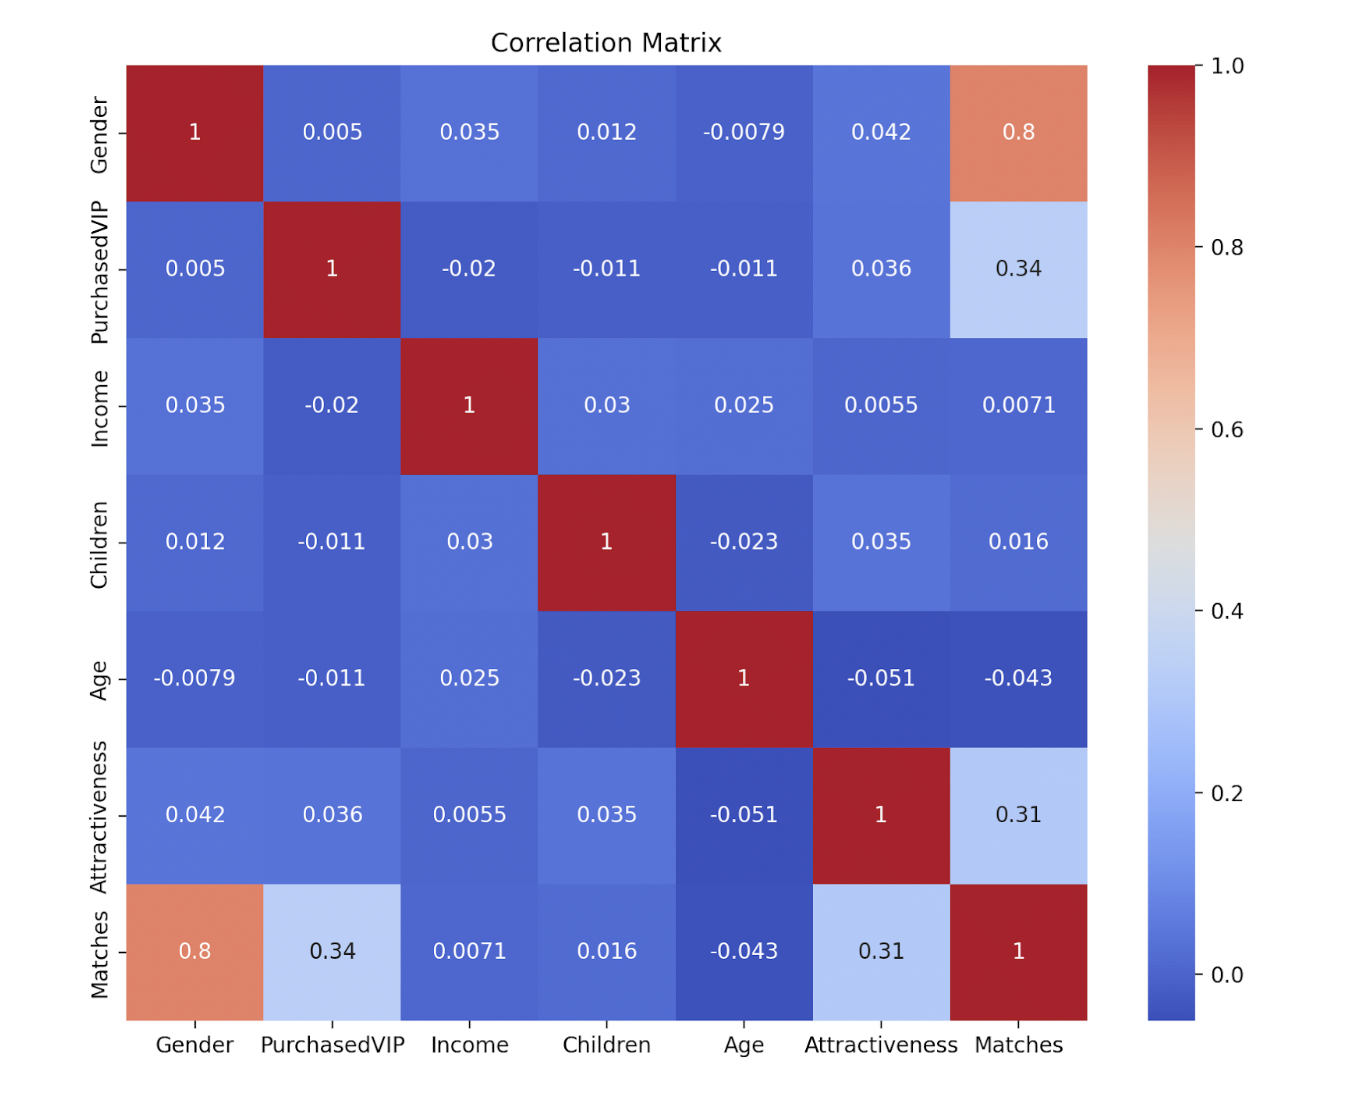 Correlation Matrix
Gender 1 0.005 0.035 0.012 -0.0079 0.042 0.8
PurchasedVIP 0.005 1 -0.02 -0.011 -0.011 0.036 0.34
Income 0.035 -0.02 1 0.03 0.025 0.0055 0.0071
Children 0.012 -0.011 0.03 1 -0.023 0.035 0.016
Age -0.0079 -0.011 0.025 -0.023 1 -0.051 -0.043
Attractiveness 0.042 0.036 0.0055 0.035 -0.051 1 0.31
Matches 0.8 0.34 0.0071 0.016 -0.043 0.31 1
Gender PurchasedVIP Income Children Age Attractiveness Matches
1.0
0.8
0.6
0.4
0.2
0.0